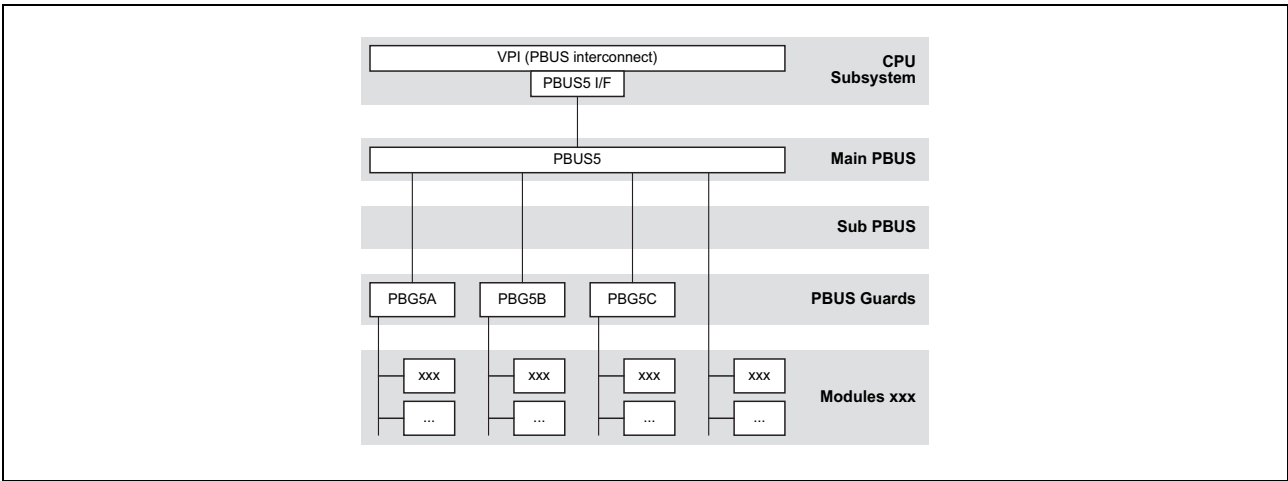 VPI (PBUS interconnect)
PBUS5 I/F
CPU
Subsystem
PBUS5
Main PBUS
Sub PBUS
PBG5A
PBG5B
PBG5C
PBUS Guards
xxx
xxx
xxx
xxx
...
...
...
...
Modules xxx